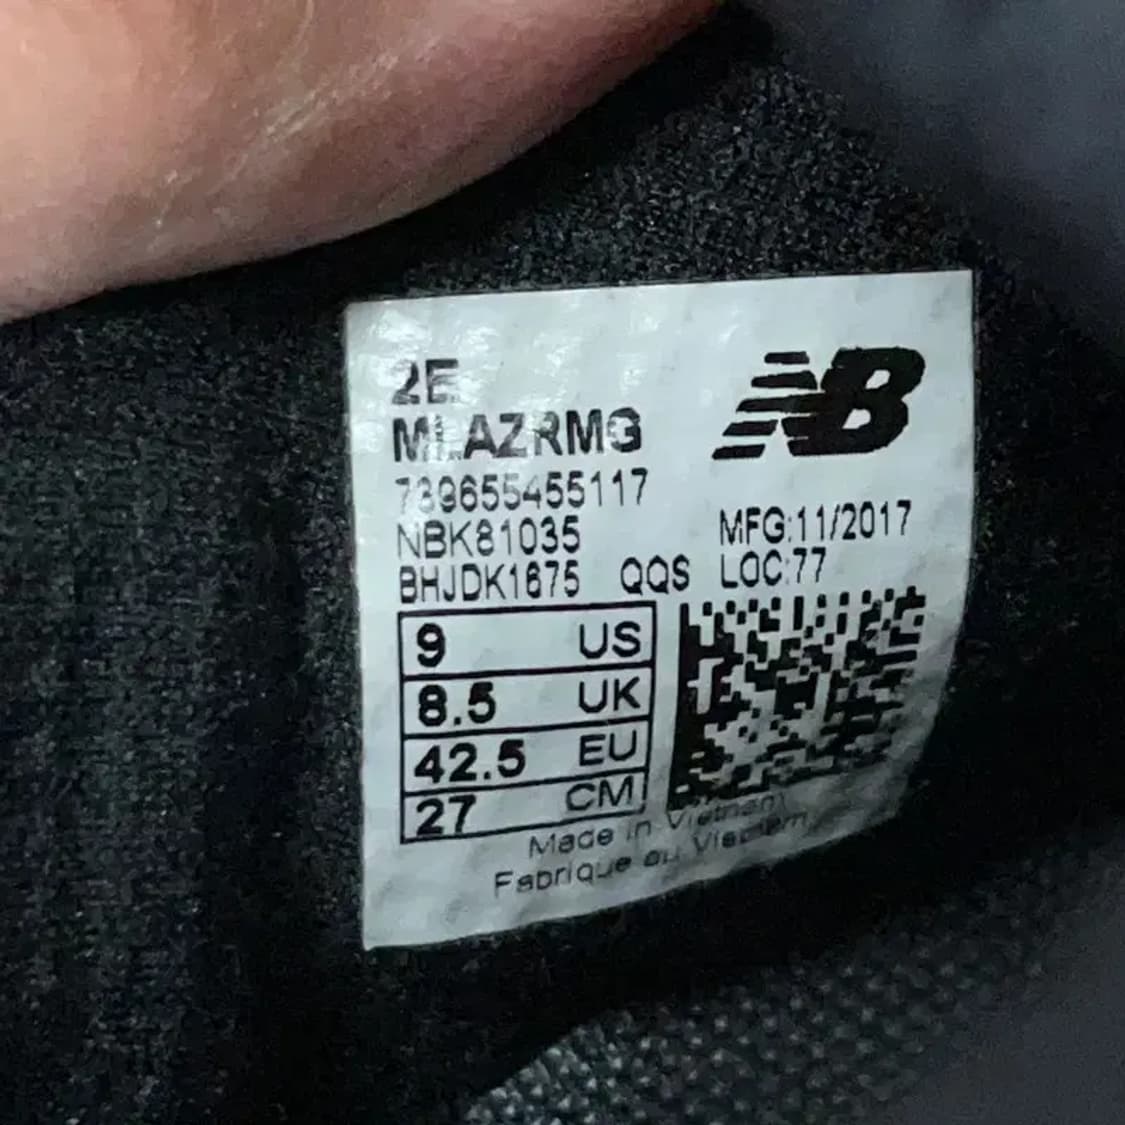 2E
MLAZRMG
739655455117
NBK81035
MFG:11/2017
BHJDK1675 QQS LOC:77
NB
9 US
8.5 UK
42.5 EU
27 CM
Made in Vietnam
Fabrique au Vietnam